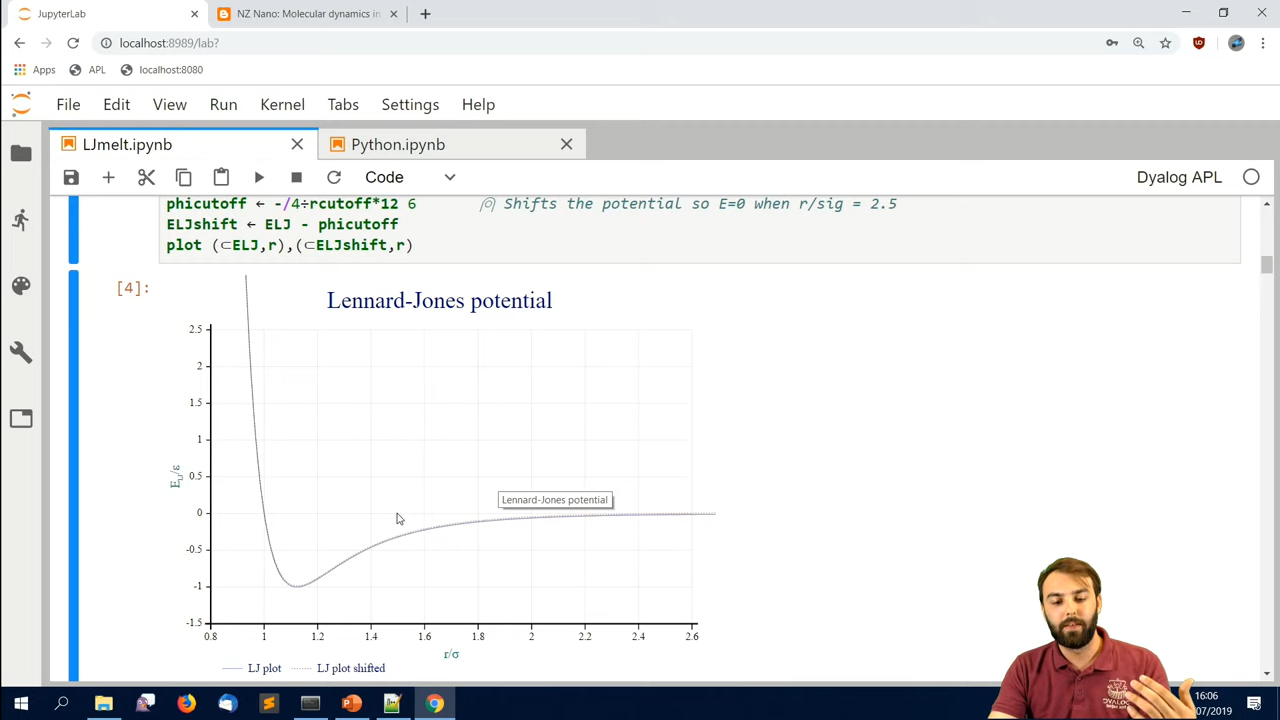 JupyterLab
NZ Nano: Molecular dynamics in
localhost:8989/lab?
Apps APL localhost:8080
File Edit View Run Kernel Tabs Settings Help
LJmelt.ipynb Python.ipynb
Code Dyalog APL
phicutoff ← -/4÷rcutoff*12 6 ⍝ Shifts the potential so E=0 when r/sig = 2.5
ELJshift ← ELJ - phicutoff
plot (⊂ELJ,r),(⊂ELJshift,r)
[4]:
Lennard-Jones potential
2.5
2
1.5
1
0.5
0
-0.5
-1
-1.5
E_LJ/ε
Lennard-Jones potential
0.8 1 1.2 1.4 1.6 1.8 2 2.2 2.4 2.6
r/σ
LJ plot LJ plot shifted
DYALOG
16:06
07/2019